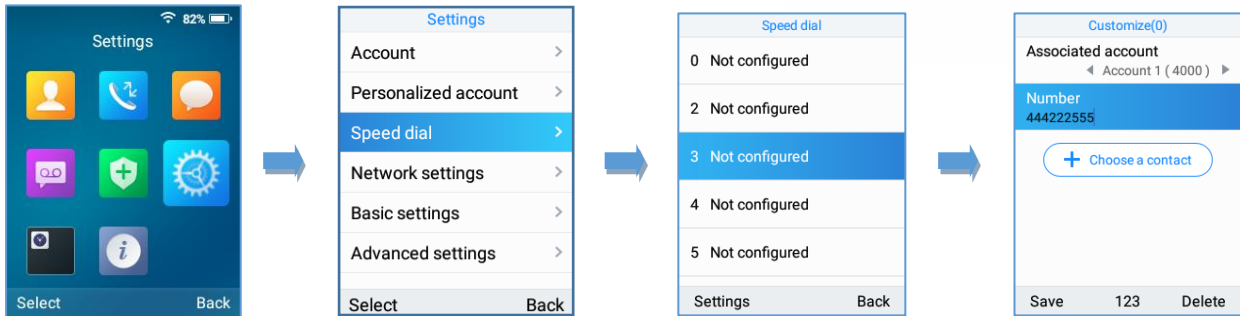 82%
Settings
Select Back
Settings
Account
Personalized account
Speed dial
Network settings
Basic settings
Advanced settings
Select Back
Speed dial
0 Not configured
2 Not configured
3 Not configured
4 Not configured
5 Not configured
Settings Back
Customize(0)
Associated account
Account 1 ( 4000 )
Number
444222555
Choose a contact
Save 123 Delete